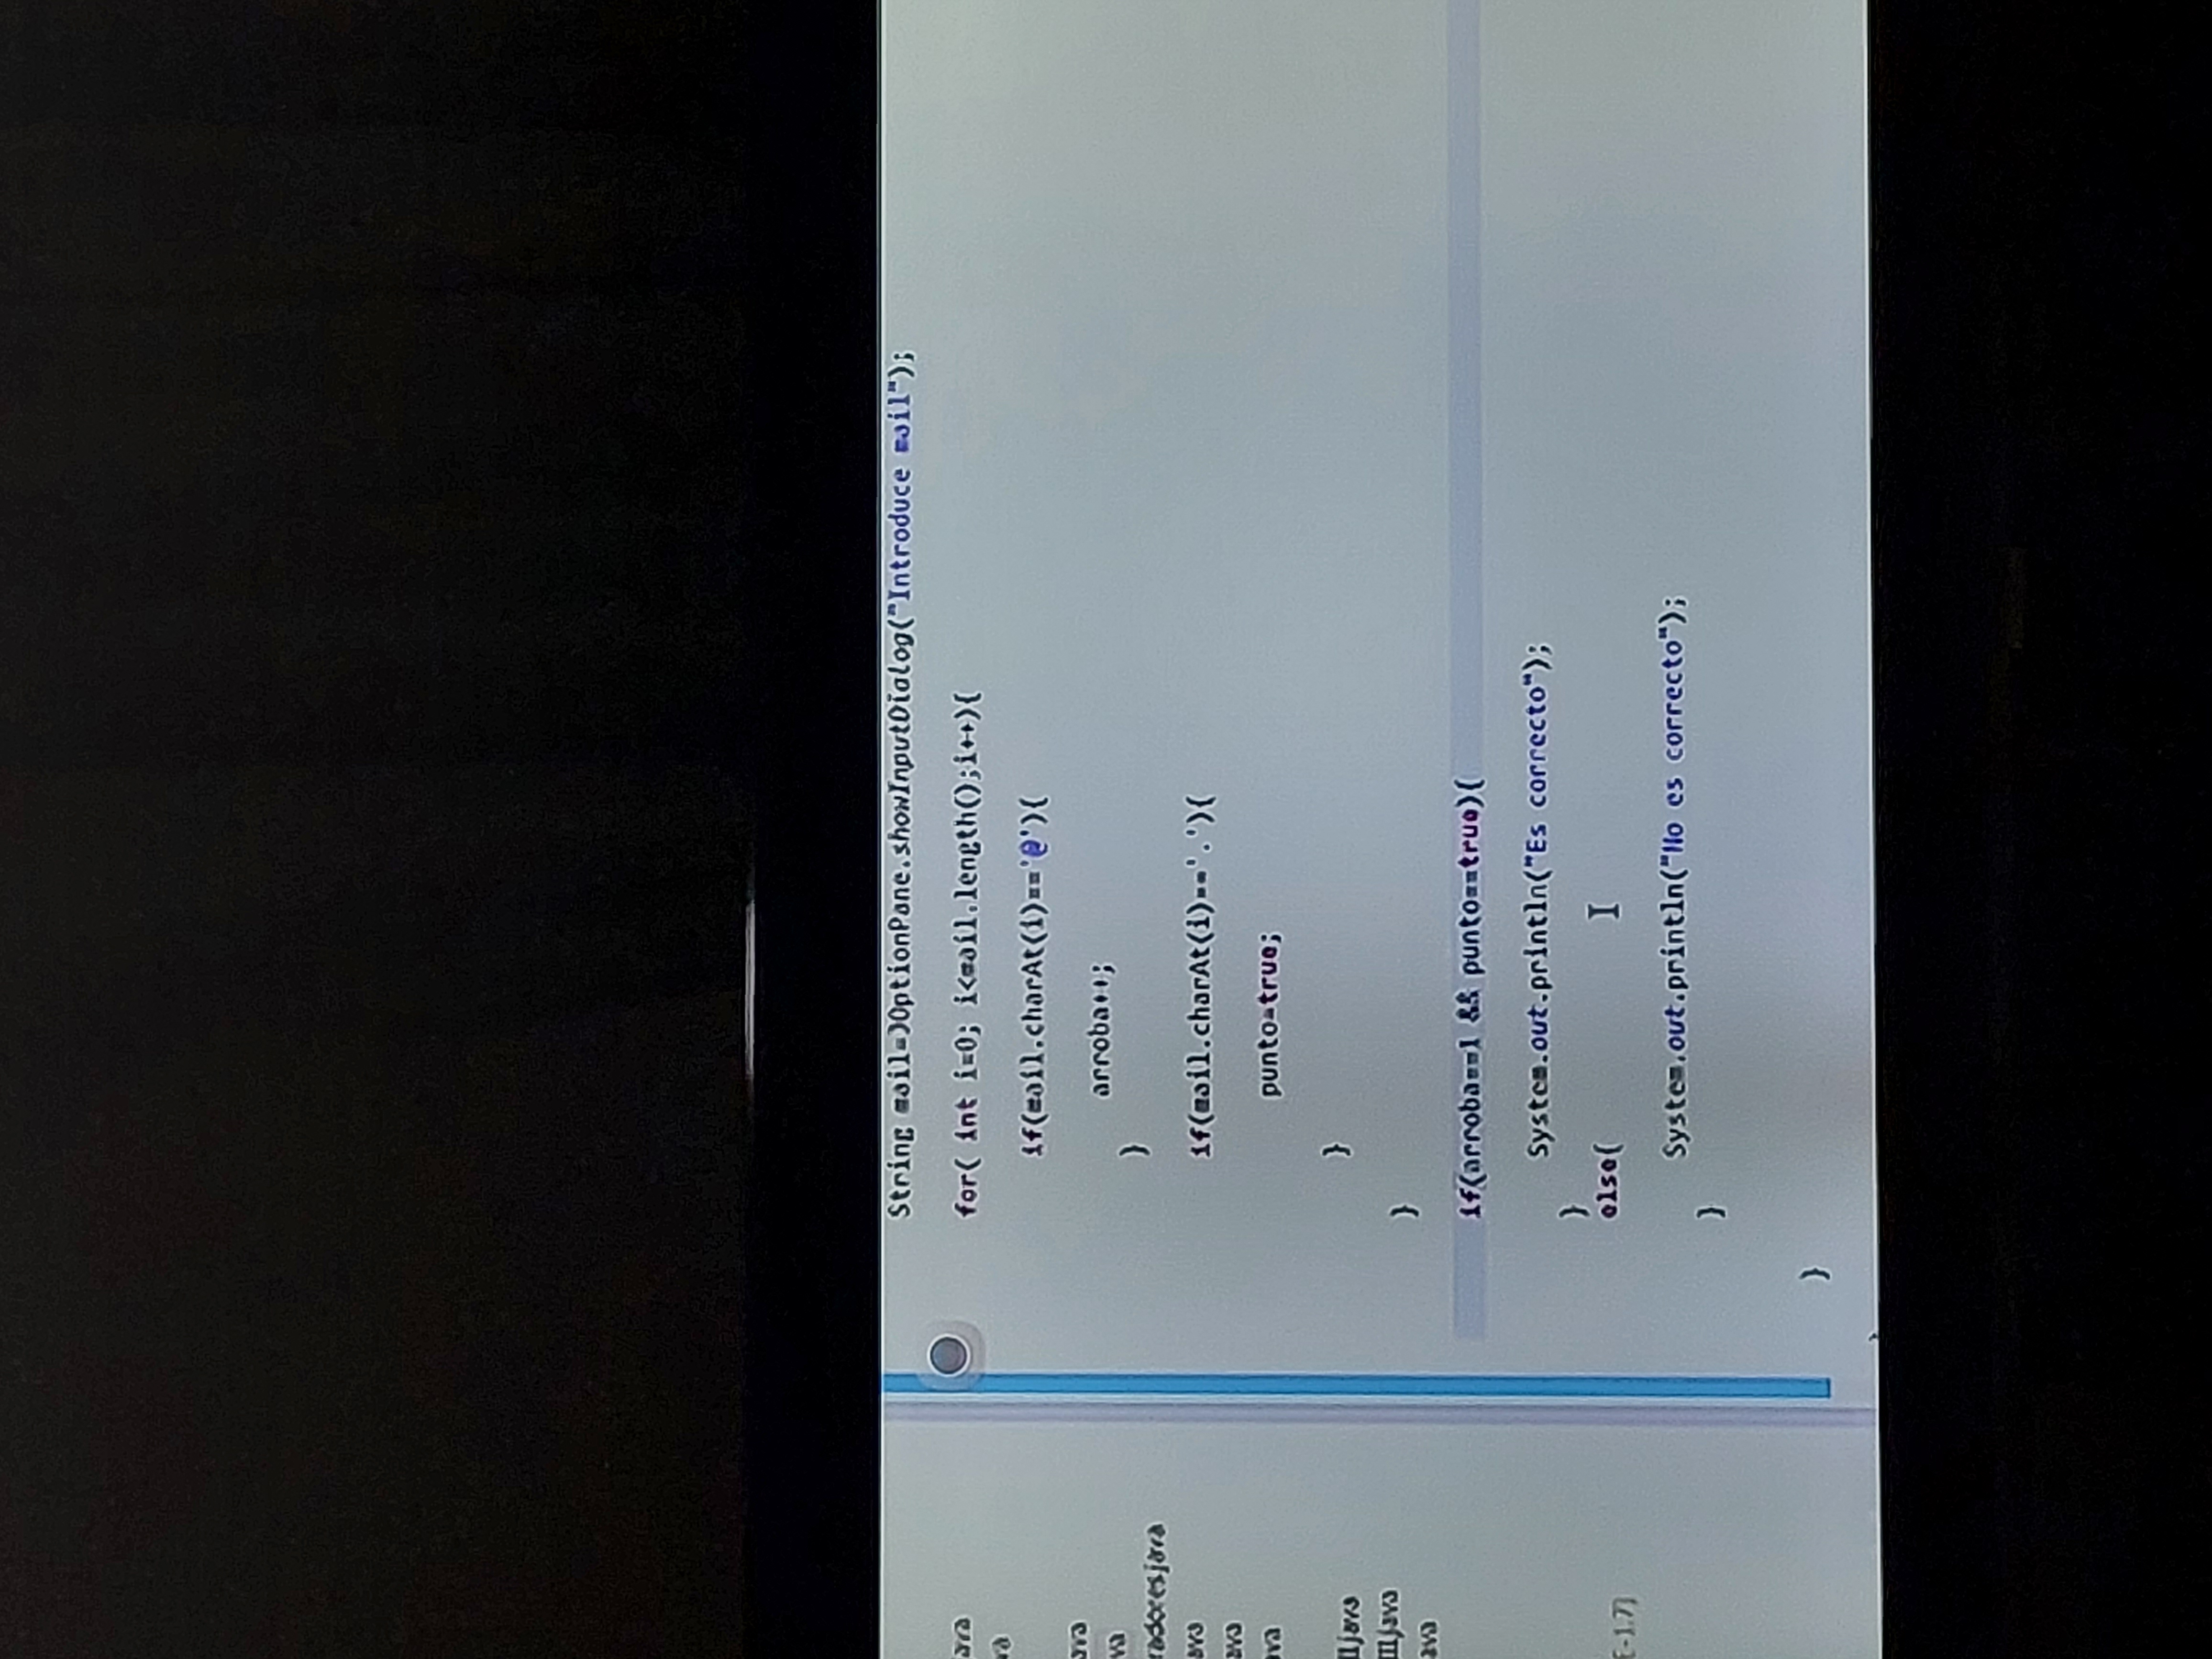 String mail=JOptionPane.showInputDialog("Introduce mail");
for( int i=0; i<mail.length();i++){
ava
va
if(mail.charAt(i)=='@'){
ava
arroba++;
va
}
radores.java
ava
if(mail.charAt(i)=='.'){
ava
ava
punto=true;
}
II.java
III.java
}
ava
if(arroba==1 && punto==true){
System.out.println("Es correcto");
}
else{
E-1.7]
System.out.println("No es correcto");
}
}